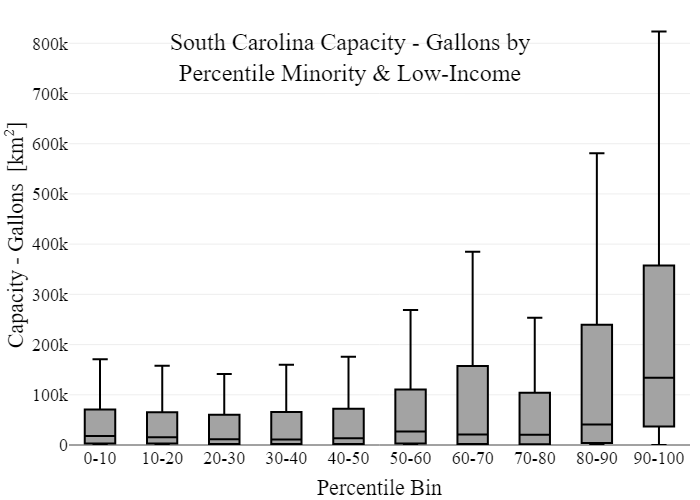 South Carolina Capacity - Gallons by
Percentile Minority & Low-Income
Capacity - Gallons [km²]
800k
700k
600k
500k
400k
300k
200k
100k
0
0-10 10-20 20-30 30-40 40-50 50-60 60-70 70-80 80-90 90-100
Percentile Bin